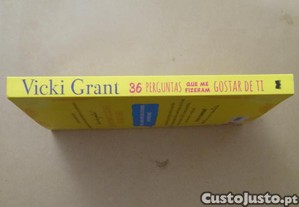 Vicki Grant 36 PERGUNTAS QUE ME FIZERAM GOSTAR DE TI
CustoJusto.pt